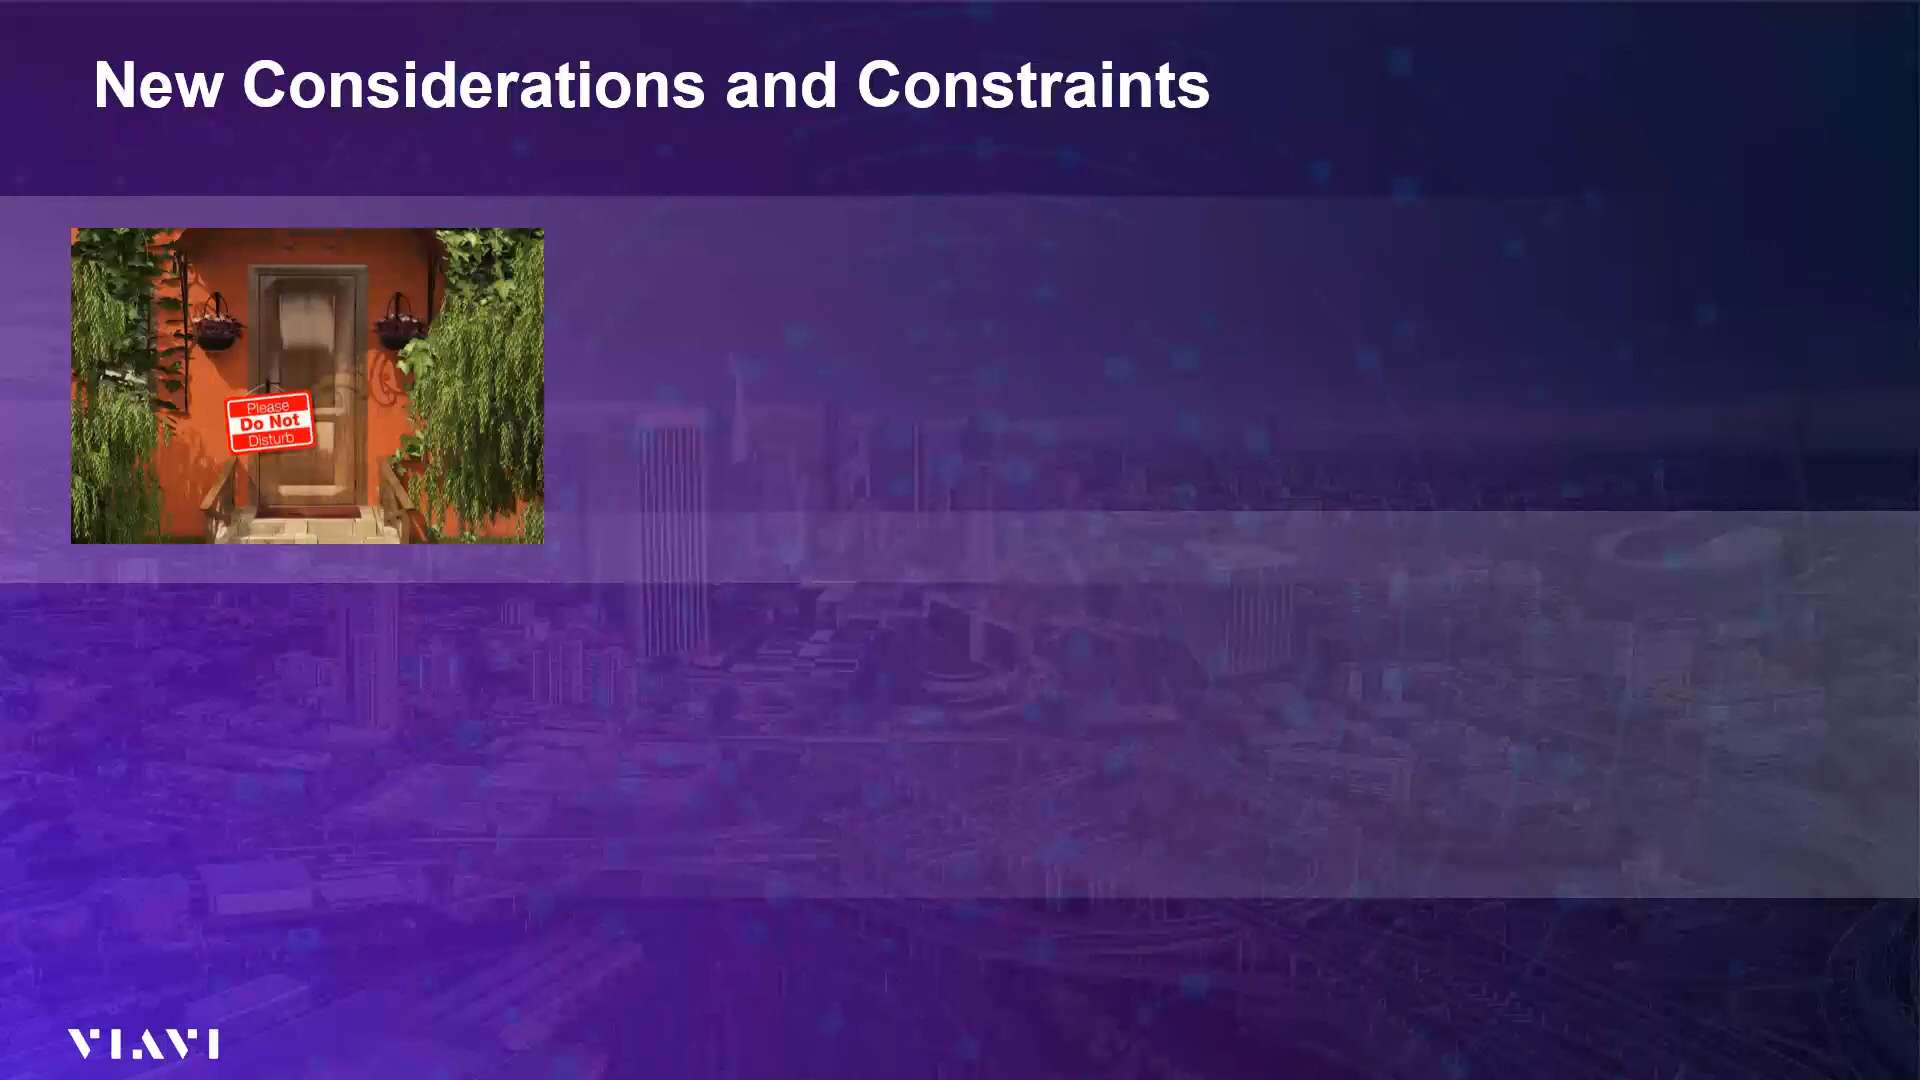 New Considerations and Constraints
Please
Do Not
Disturb
VIAVI